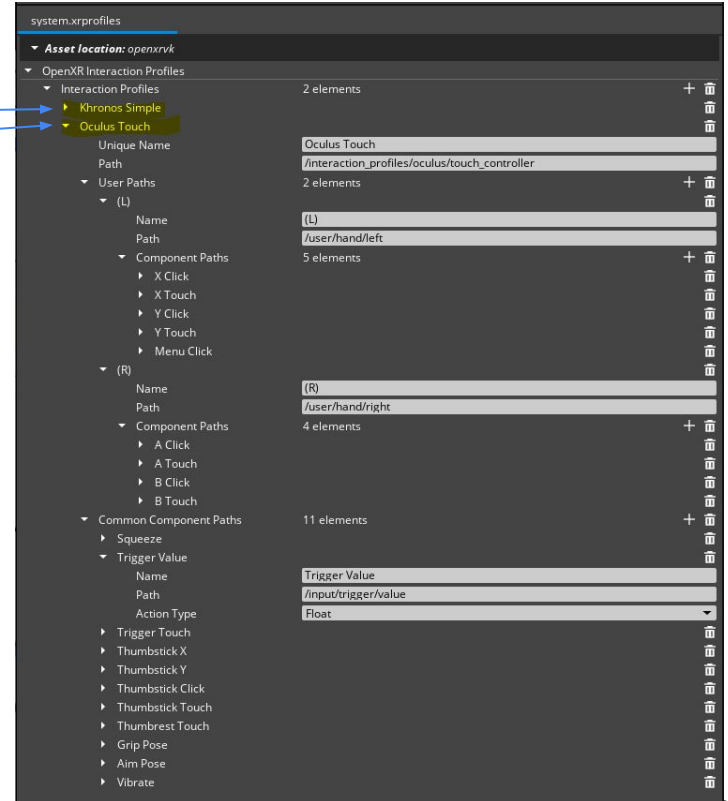 system.xrprofiles
Asset location: openxrvk
OpenXR Interaction Profiles
Interaction Profiles 2 elements
Khronos Simple
Oculus Touch
Unique Name Oculus Touch
Path /interaction_profiles/oculus/touch_controller
User Paths 2 elements
(L)
Name (L)
Path /user/hand/left
Component Paths 5 elements
X Click
X Touch
Y Click
Y Touch
Menu Click
(R)
Name (R)
Path /user/hand/right
Component Paths 4 elements
A Click
A Touch
B Click
B Touch
Common Component Paths 11 elements
Squeeze
Trigger Value
Name Trigger Value
Path /input/trigger/value
Action Type Float
Trigger Touch
Thumbstick X
Thumbstick Y
Thumbstick Click
Thumbstick Touch
Thumbrest Touch
Grip Pose
Aim Pose
Vibrate